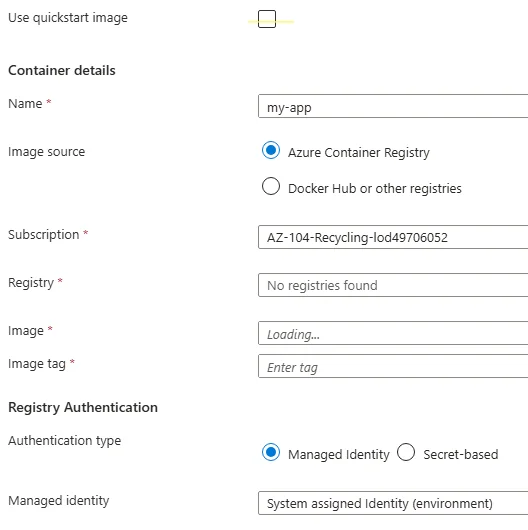 Use quickstart image
Container details
Name *
my-app
Image source
Azure Container Registry
Docker Hub or other registries
Subscription *
AZ-104-Recycling-lod49706052
Registry *
No registries found
Image *
Loading...
Image tag *
Enter tag
Registry Authentication
Authentication type
Managed Identity
Secret-based
Managed identity
System assigned Identity (environment)